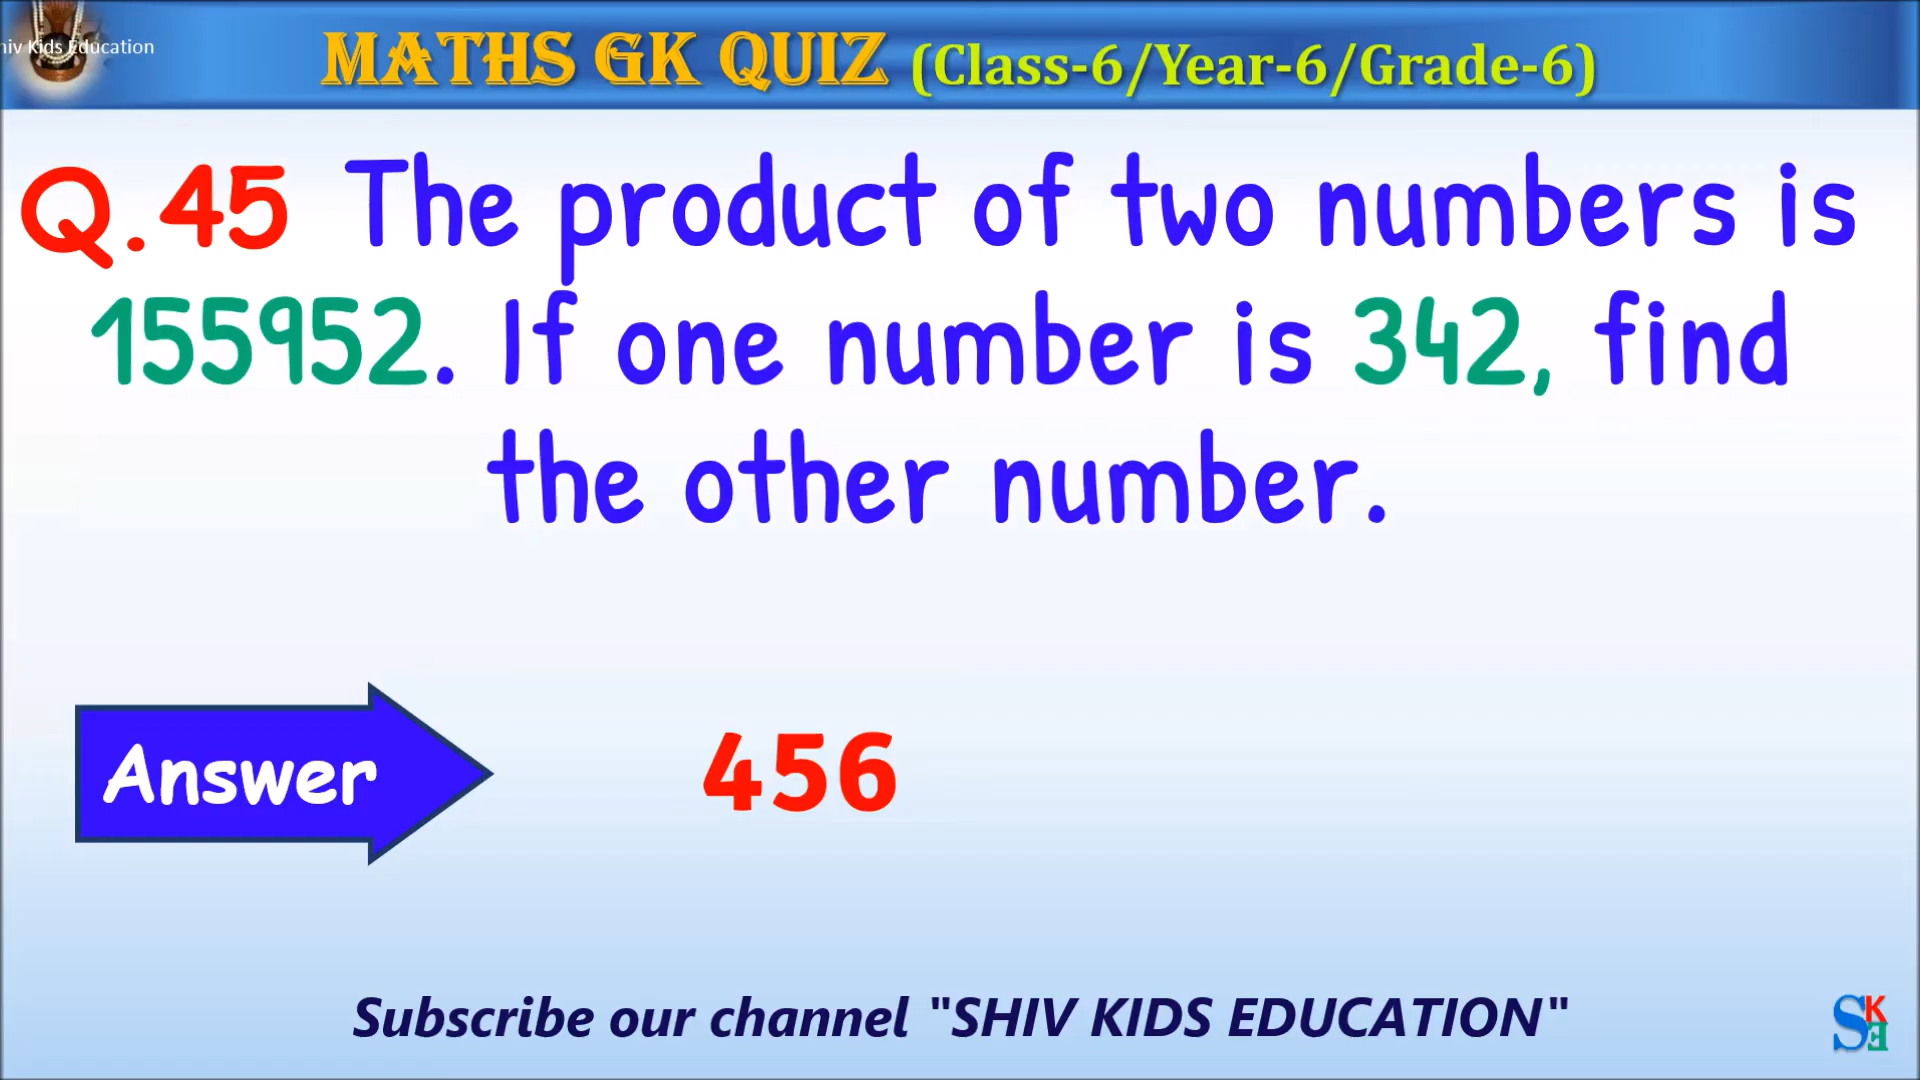 hiv Kids Education
MATHS GK QUIZ (Class-6/Year-6/Grade-6)
Q.45 The product of two numbers is
155952. If one number is 342, find
the other number.
Answer 456
Subscribe our channel "SHIV KIDS EDUCATION"
SKE